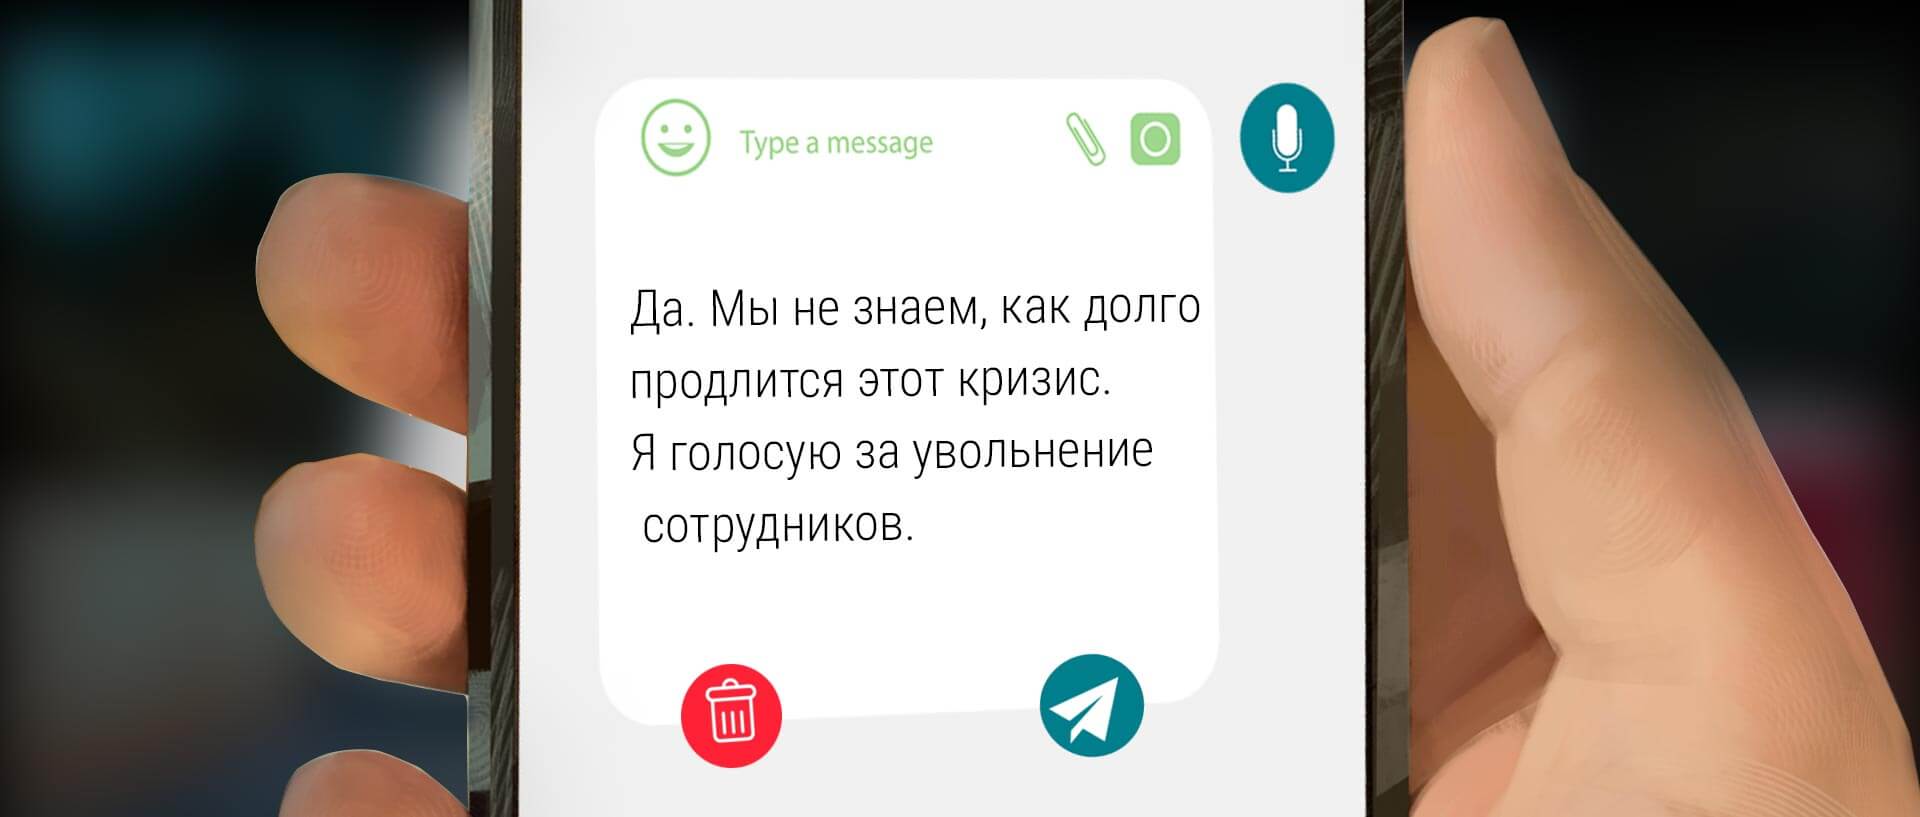 Type a message
Да. Мы не знаем, как долго
продлится этот кризис.
Я голосую за увольнение
сотрудников.